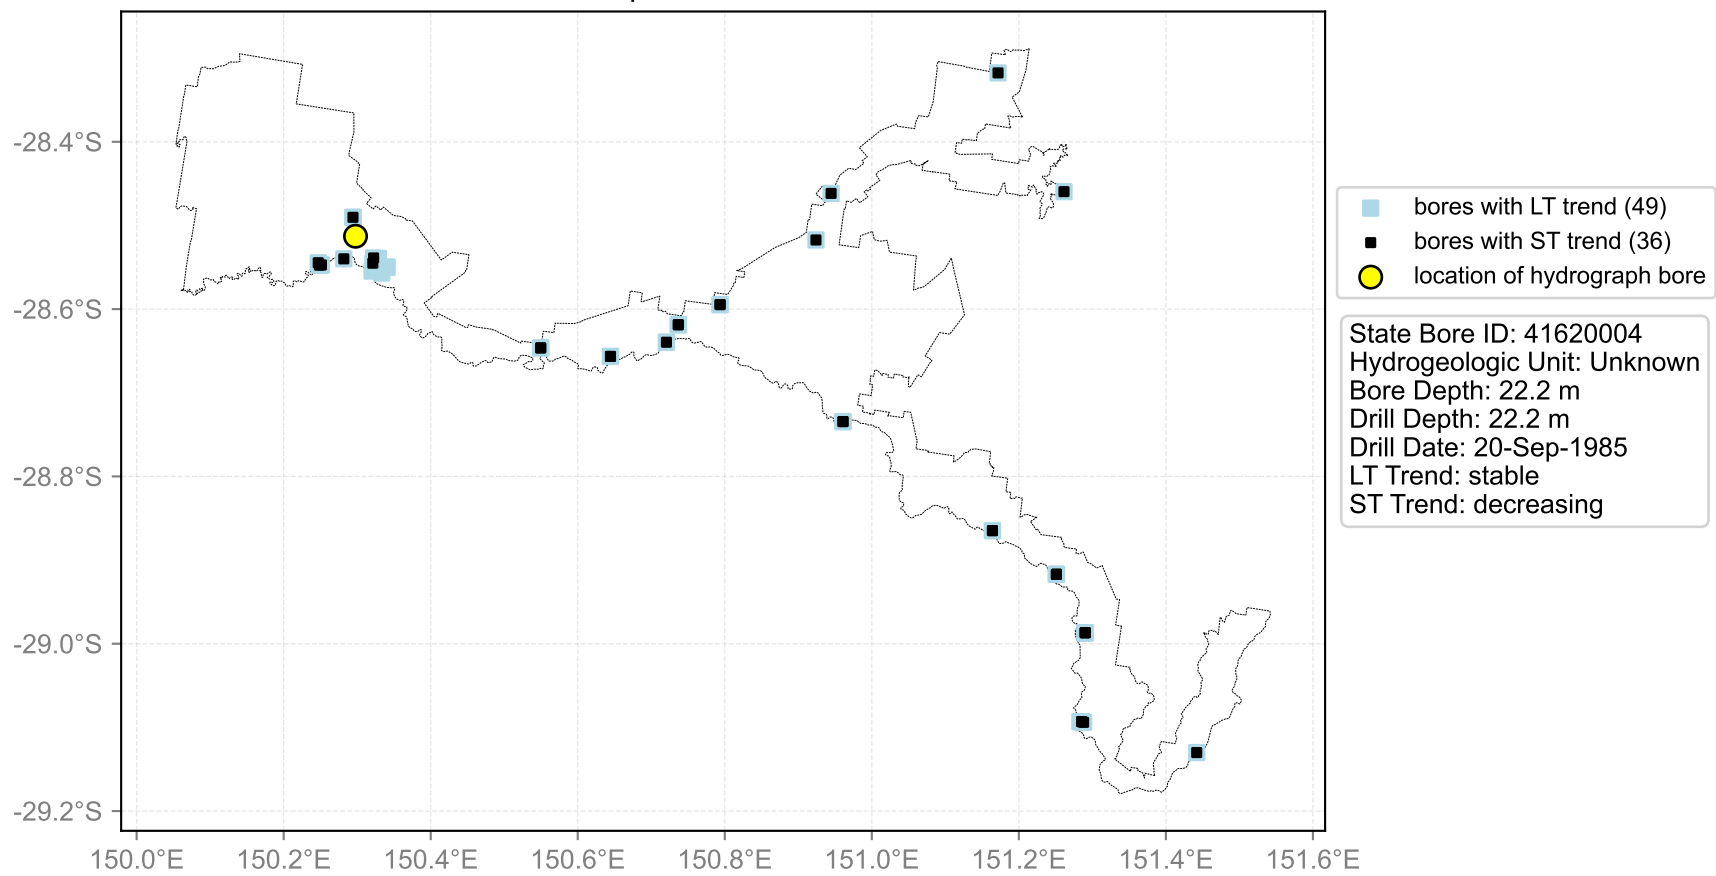 -28.4°S
-28.6°S
-28.8°S
-29.0°S
-29.2°S
150.0°E
150.2°E
150.4°E
150.6°E
150.8°E
151.0°E
151.2°E
151.4°E
151.6°E
bores with LT trend (49)
bores with ST trend (36)
location of hydrograph bore
State Bore ID: 41620004
Hydrogeologic Unit: Unknown
Bore Depth: 22.2 m
Drill Depth: 22.2 m
Drill Date: 20-Sep-1985
LT Trend: stable
ST Trend: decreasing